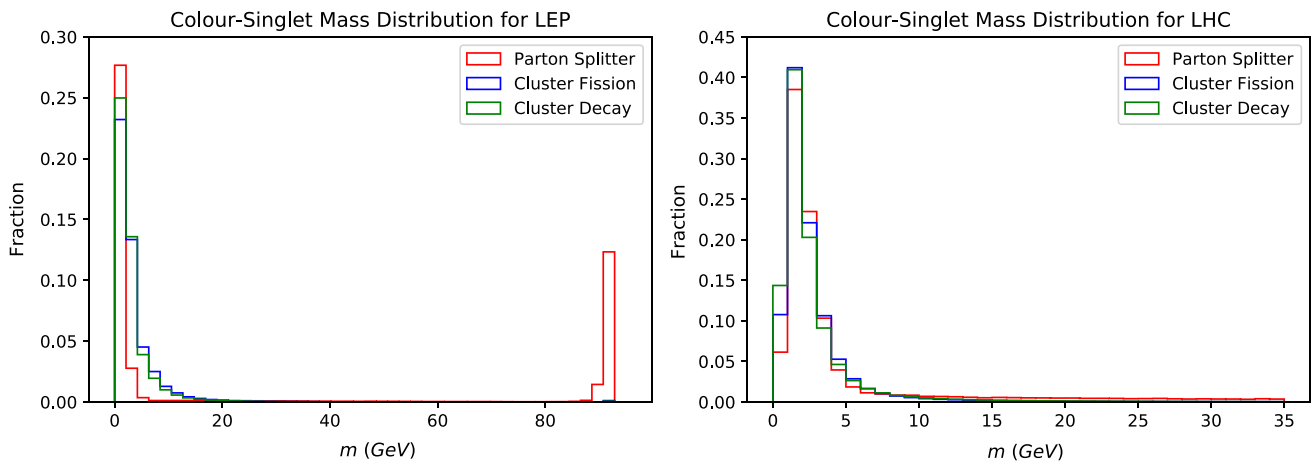 Colour-Singlet Mass Distribution for LEP
0.30
0.25
0.20
0.15
0.10
0.05
0.00
Fraction
0
20
40
60
80
m (GeV)
Parton Splitter
Cluster Fission
Cluster Decay
Colour-Singlet Mass Distribution for LHC
0.45
0.40
0.35
0.30
0.25
0.20
0.15
0.10
0.05
0.00
Fraction
0
5
10
15
20
25
30
35
m (GeV)
Parton Splitter
Cluster Fission
Cluster Decay